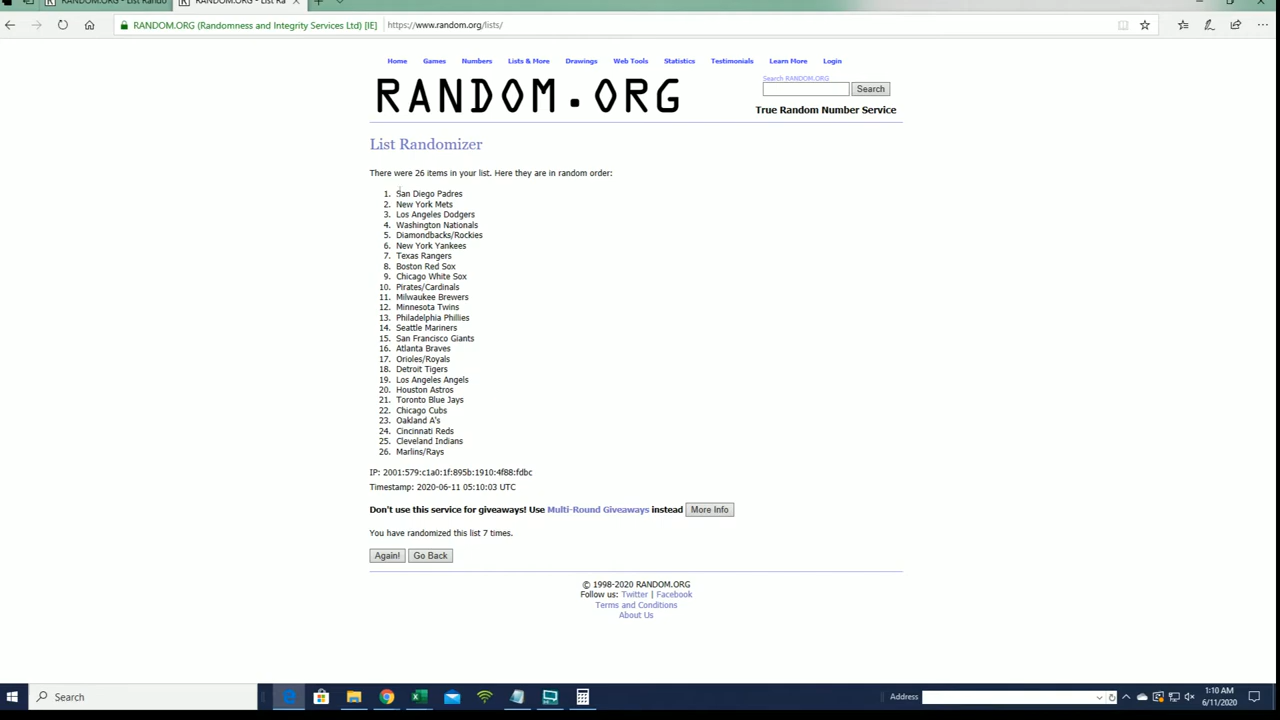 RANDOM.ORG - List Rando
RANDOM.ORG - List Ra
RANDOM.ORG (Randomness and Integrity Services Ltd) [IE]
https://www.random.org/lists/
Home Games Numbers Lists & More Drawings Web Tools Statistics Testimonials Learn More Login
RANDOM.ORG
Search RANDOM.ORG
Search
True Random Number Service
List Randomizer
There were 26 items in your list. Here they are in random order:
1. San Diego Padres
2. New York Mets
3. Los Angeles Dodgers
4. Washington Nationals
5. Diamondbacks/Rockies
6. New York Yankees
7. Texas Rangers
8. Boston Red Sox
9. Chicago White Sox
10. Pirates/Cardinals
11. Milwaukee Brewers
12. Minnesota Twins
13. Philadelphia Phillies
14. Seattle Mariners
15. San Francisco Giants
16. Atlanta Braves
17. Orioles/Royals
18. Detroit Tigers
19. Los Angeles Angels
20. Houston Astros
21. Toronto Blue Jays
22. Chicago Cubs
23. Oakland A's
24. Cincinnati Reds
25. Cleveland Indians
26. Marlins/Rays
IP: 2001:579:c1a0:1f:895b:1910:4f88:fdbc
Timestamp: 2020-06-11 05:10:03 UTC
Don't use this service for giveaways! Use Multi-Round Giveaways instead More Info
You have randomized this list 7 times.
Again! Go Back
© 1998-2020 RANDOM.ORG
Follow us: Twitter | Facebook
Terms and Conditions
About Us
Search
Address
1:10 AM
6/11/2020